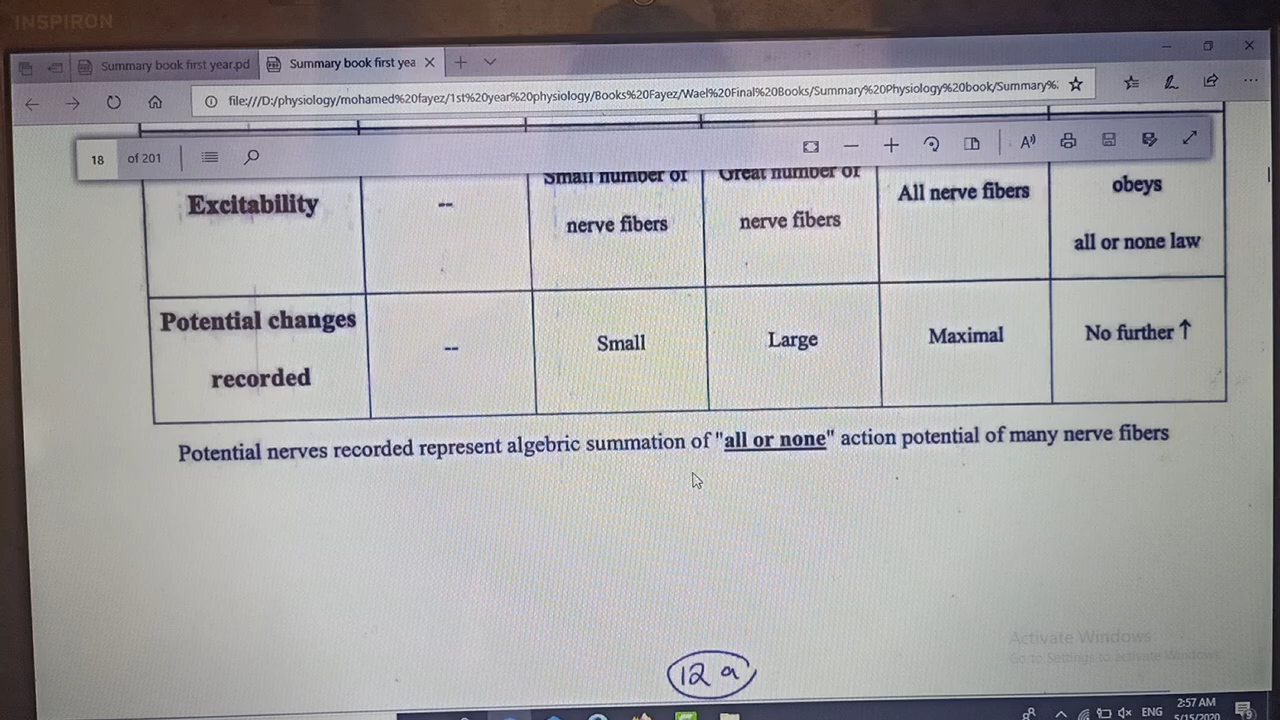 INSPIRON
Summary book first year.pd
Summary book first yea
file:///D:/physiology/mohamed%20fayez/1st%20year%20physiology/Books%20Fayez/Wael%20Final%20Books/Summary%20Physiology%20book/Summary%
18 of 201
Excitability -- Small number of nerve fibers Great number of nerve fibers All nerve fibers obeys all or none law
Potential changes recorded -- Small Large Maximal No further ↑
Potential nerves recorded represent algebric summation of "all or none" action potential of many nerve fibers
Activate Windows
Go to Settings to activate Windows.
12 a
ENG
2:57 AM
5/15/2020